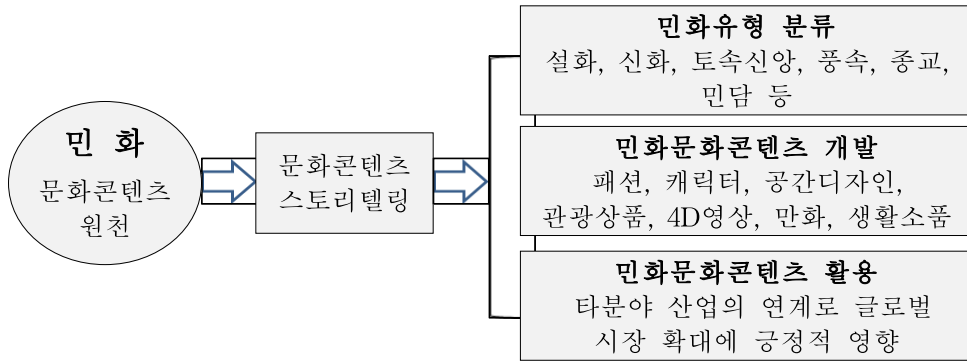 민 화
문화콘텐츠
원천
문화콘텐츠
스토리텔링
민화유형 분류
설화, 신화, 토속신앙, 풍속, 종교,
민담 등
민화문화콘텐츠 개발
패션, 캐릭터, 공간디자인,
관광상품, 4D영상, 만화, 생활소품
민화문화콘텐츠 활용
타분야 산업의 연계로 글로벌
시장 확대에 긍정적 영향